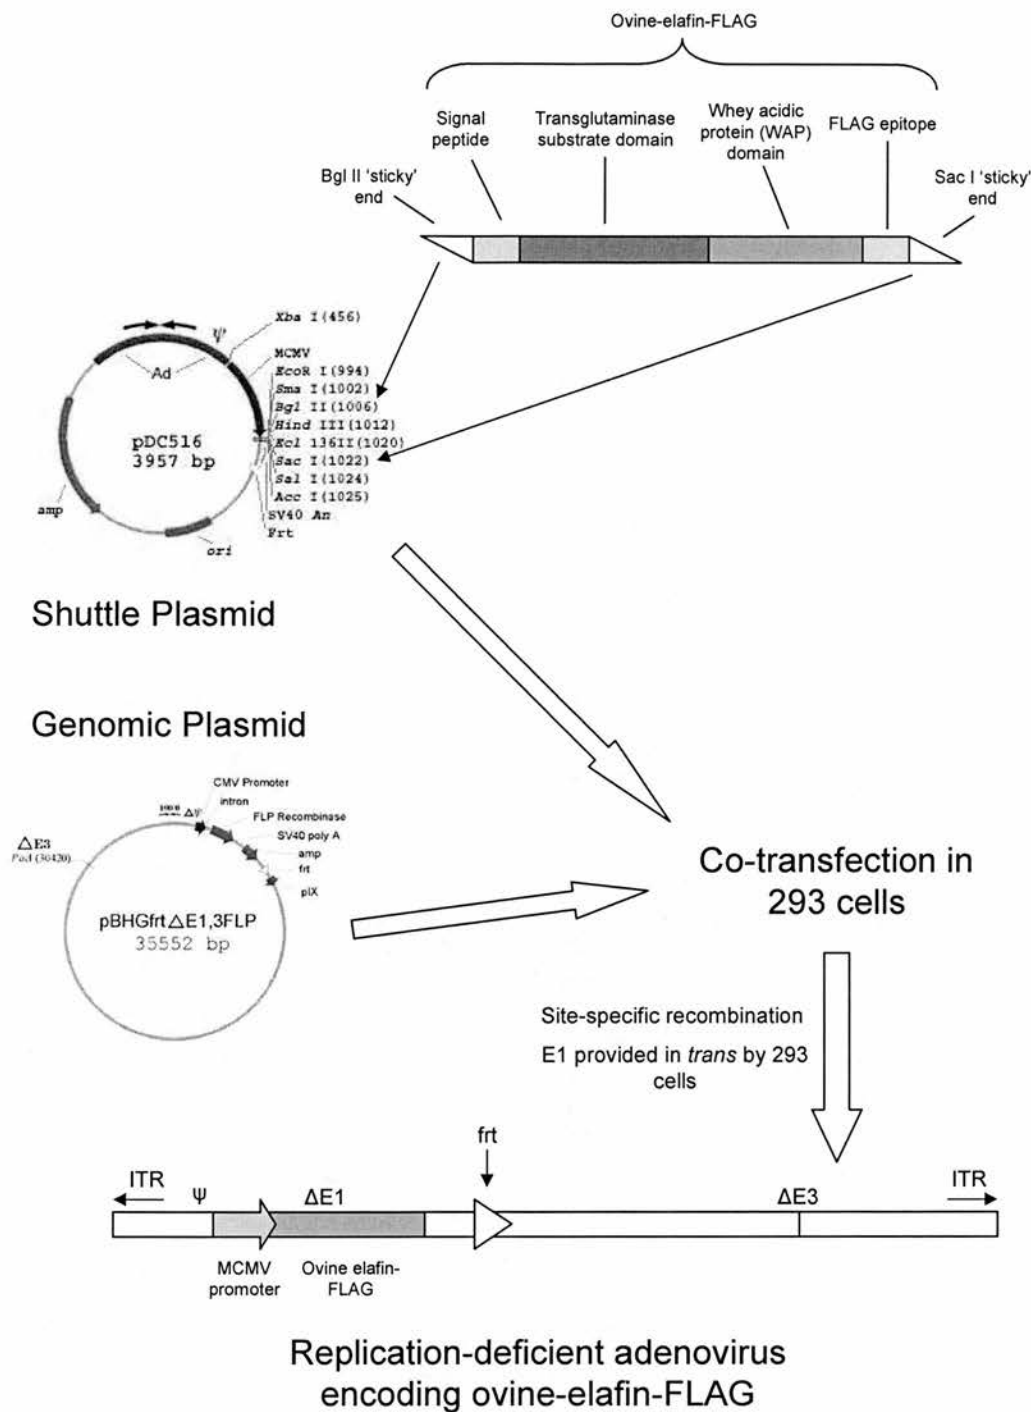 Ovine-elafin-FLAG
Signal
peptide
Transglutaminase
substrate domain
Whey acidic
protein (WAP)
domain
FLAG epitope
Bgl II 'sticky'
end
Sac I 'sticky'
end
Ψ
Xba I(456)
MCMV
EcoR I(994)
Sma I(1002)
Bgl II(1006)
Hind III(1012)
Ecl 136II(1020)
Sac I(1022)
Sal I(1024)
Acc I(1025)
SV40 An
Frt
Ad
pDC516
3957 bp
amp
ori
Shuttle Plasmid
Genomic Plasmid
CMV Promoter
ΔΨ
intron
FLP Recombinase
SV40 poly A
amp
frt
pIX
ΔE3
PacI (30420)
pBHGfrtΔE1,3FLP
35552 bp
Co-transfection in
293 cells
Site-specific recombination
E1 provided in trans by 293
cells
frt
ITR
Ψ
ΔE1
ΔE3
ITR
MCMV
promoter
Ovine elafin-
FLAG
Replication-deficient adenovirus
encoding ovine-elafin-FLAG